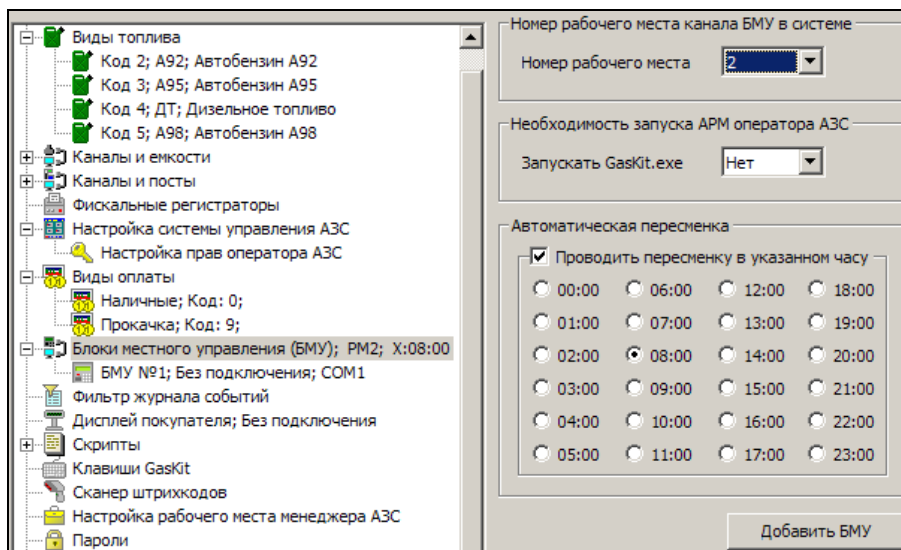 Виды топлива
Код 2; А92; Автобензин А92
Код 3; А95; Автобензин А95
Код 4; ДТ; Дизельное топливо
Код 5; А98; Автобензин А98
Каналы и емкости
Каналы и посты
Фискальные регистраторы
Настройка системы управления АЗС
Настройка прав оператора АЗС
Виды оплаты
Наличные; Код: 0;
Прокачка; Код: 9;
Блоки местного управления (БМУ); РМ2; X:08:00
БМУ №1; Без подключения; COM1
Фильтр журнала событий
Дисплей покупателя; Без подключения
Скрипты
Клавиши GasKit
Сканер штрихкодов
Настройка рабочего места менеджера АЗС
Пароли
Номер рабочего места канала БМУ в системе
Номер рабочего места 2
Необходимость запуска АРМ оператора АЗС
Запускать GasKit.exe Нет
Автоматическая пересменка
Проводить пересменку в указанном часу
00:00 06:00 12:00 18:00
01:00 07:00 13:00 19:00
02:00 08:00 14:00 20:00
03:00 09:00 15:00 21:00
04:00 10:00 16:00 22:00
05:00 11:00 17:00 23:00
Добавить БМУ